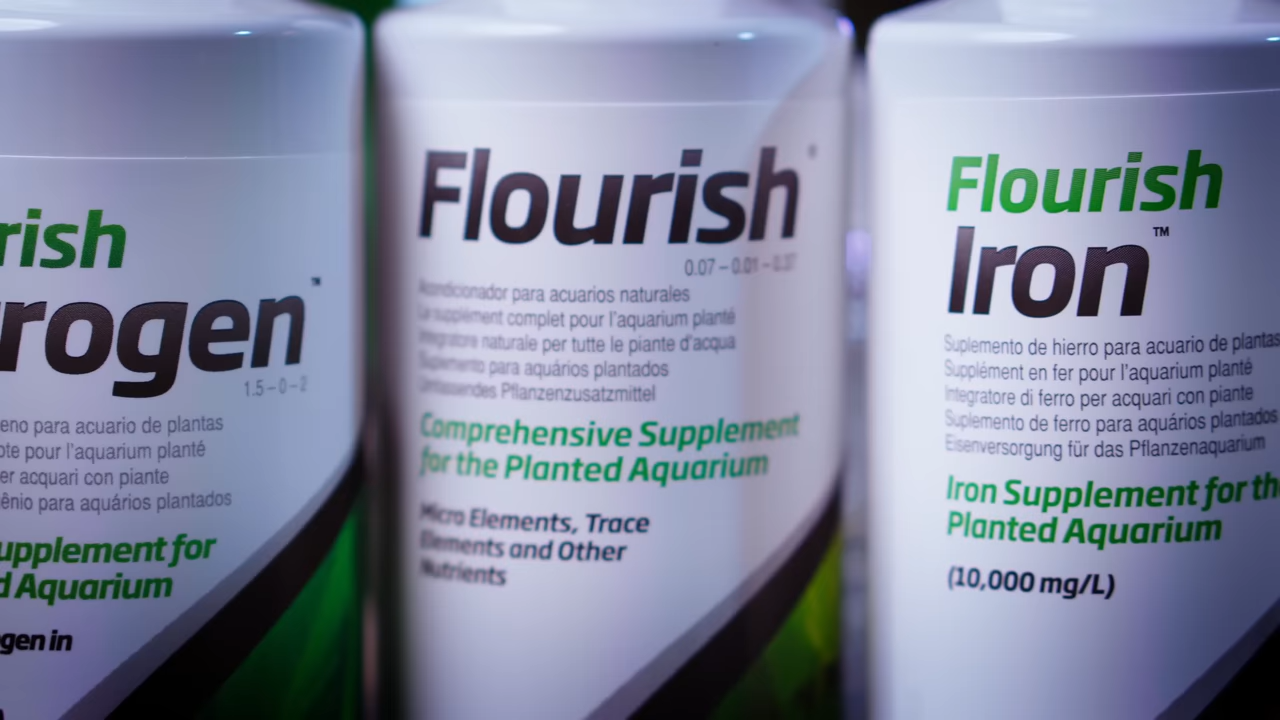 rish
rogen™
1.5 – 0 – 2
eno para acuario de plantas
ote pour l'aquarium planté
er acquari con piante
ênio para aquários plantados
upplement for
d Aquarium
gen in
Flourish
0.07 – 0.01 – 0.37
Acondicionador para acuarios naturales
Le supplément complet pour l'aquarium planté
Integratore naturale per tutte le piante d'acqua
Suplemento para aquários plantados
Umfassendes Pflanzenzusatzmittel
Comprehensive Supplement
for the Planted Aquarium
Micro Elements, Trace
Elements and Other
Nutrients
Flourish
Iron™
Suplemento de hierro para acuario de plantas
Supplément en fer pour l'aquarium planté
Integratore di ferro per acquari con piante
Suplemento de ferro para aquários plantados
Eisenversorgung für das Pflanzenaquarium
Iron Supplement for th
Planted Aquarium
(10,000 mg/L)